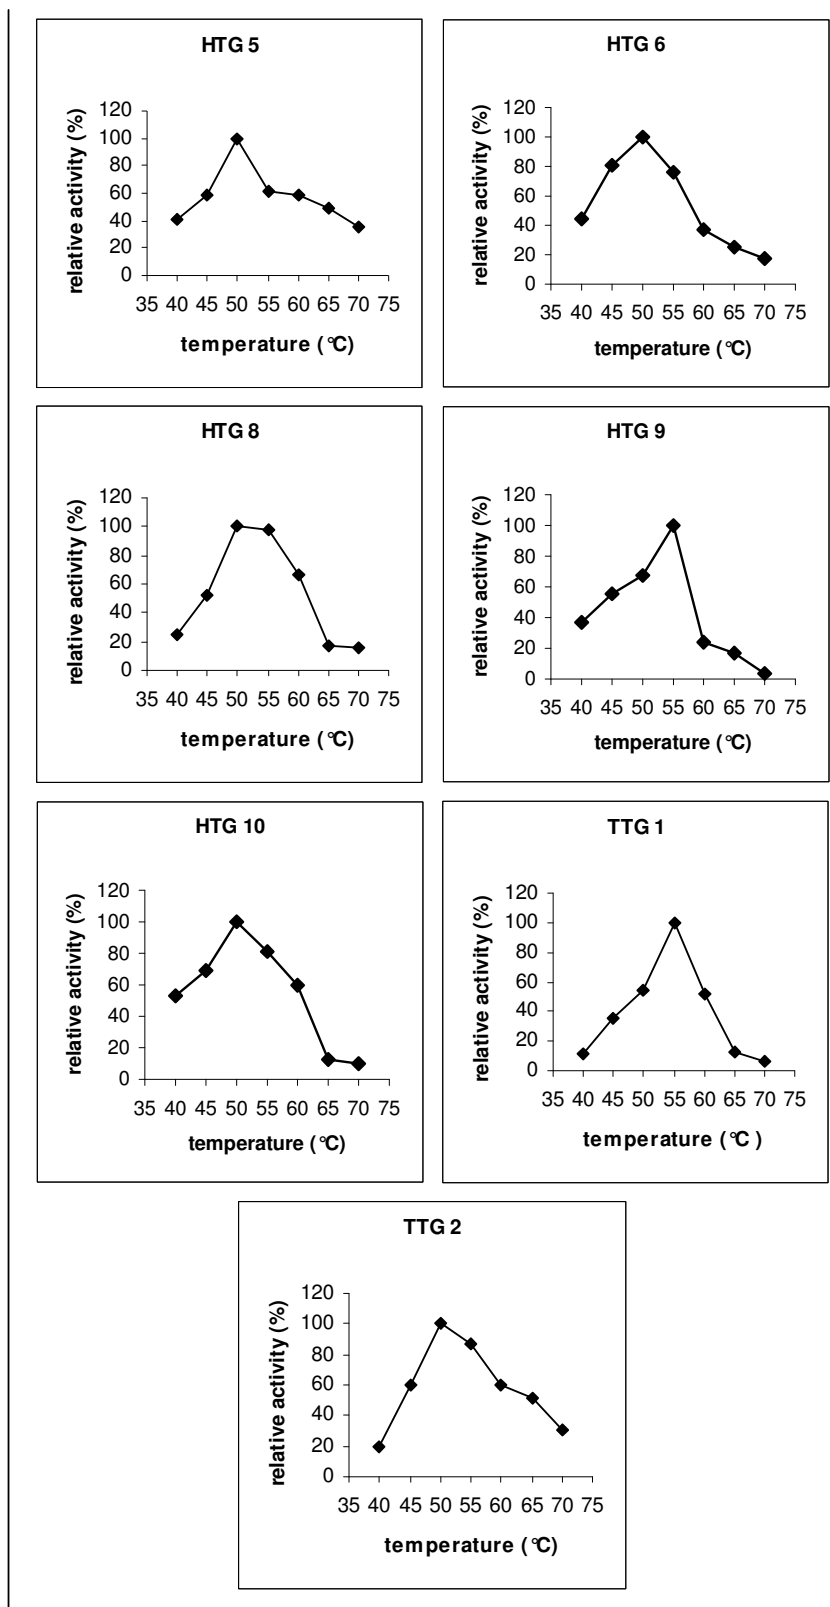 HTG 5
relative activity (%)
120
100
80
60
40
20
0
35 40 45 50 55 60 65 70 75
temperature (°C)
HTG 6
relative activity (%)
120
100
80
60
40
20
0
35 40 45 50 55 60 65 70 75
temperature (°C)
HTG 8
relative activity (%)
120
100
80
60
40
20
0
35 40 45 50 55 60 65 70 75
temperature (°C)
HTG 9
relative activity (%)
120
100
80
60
40
20
0
35 40 45 50 55 60 65 70 75
temperature (°C)
HTG 10
relative activity (%)
120
100
80
60
40
20
0
35 40 45 50 55 60 65 70 75
temperature (°C)
TTG 1
relative activity (%)
120
100
80
60
40
20
0
35 40 45 50 55 60 65 70 75
temperature (°C )
TTG 2
relative activity (%)
120
100
80
60
40
20
0
35 40 45 50 55 60 65 70 75
temperature (°C)